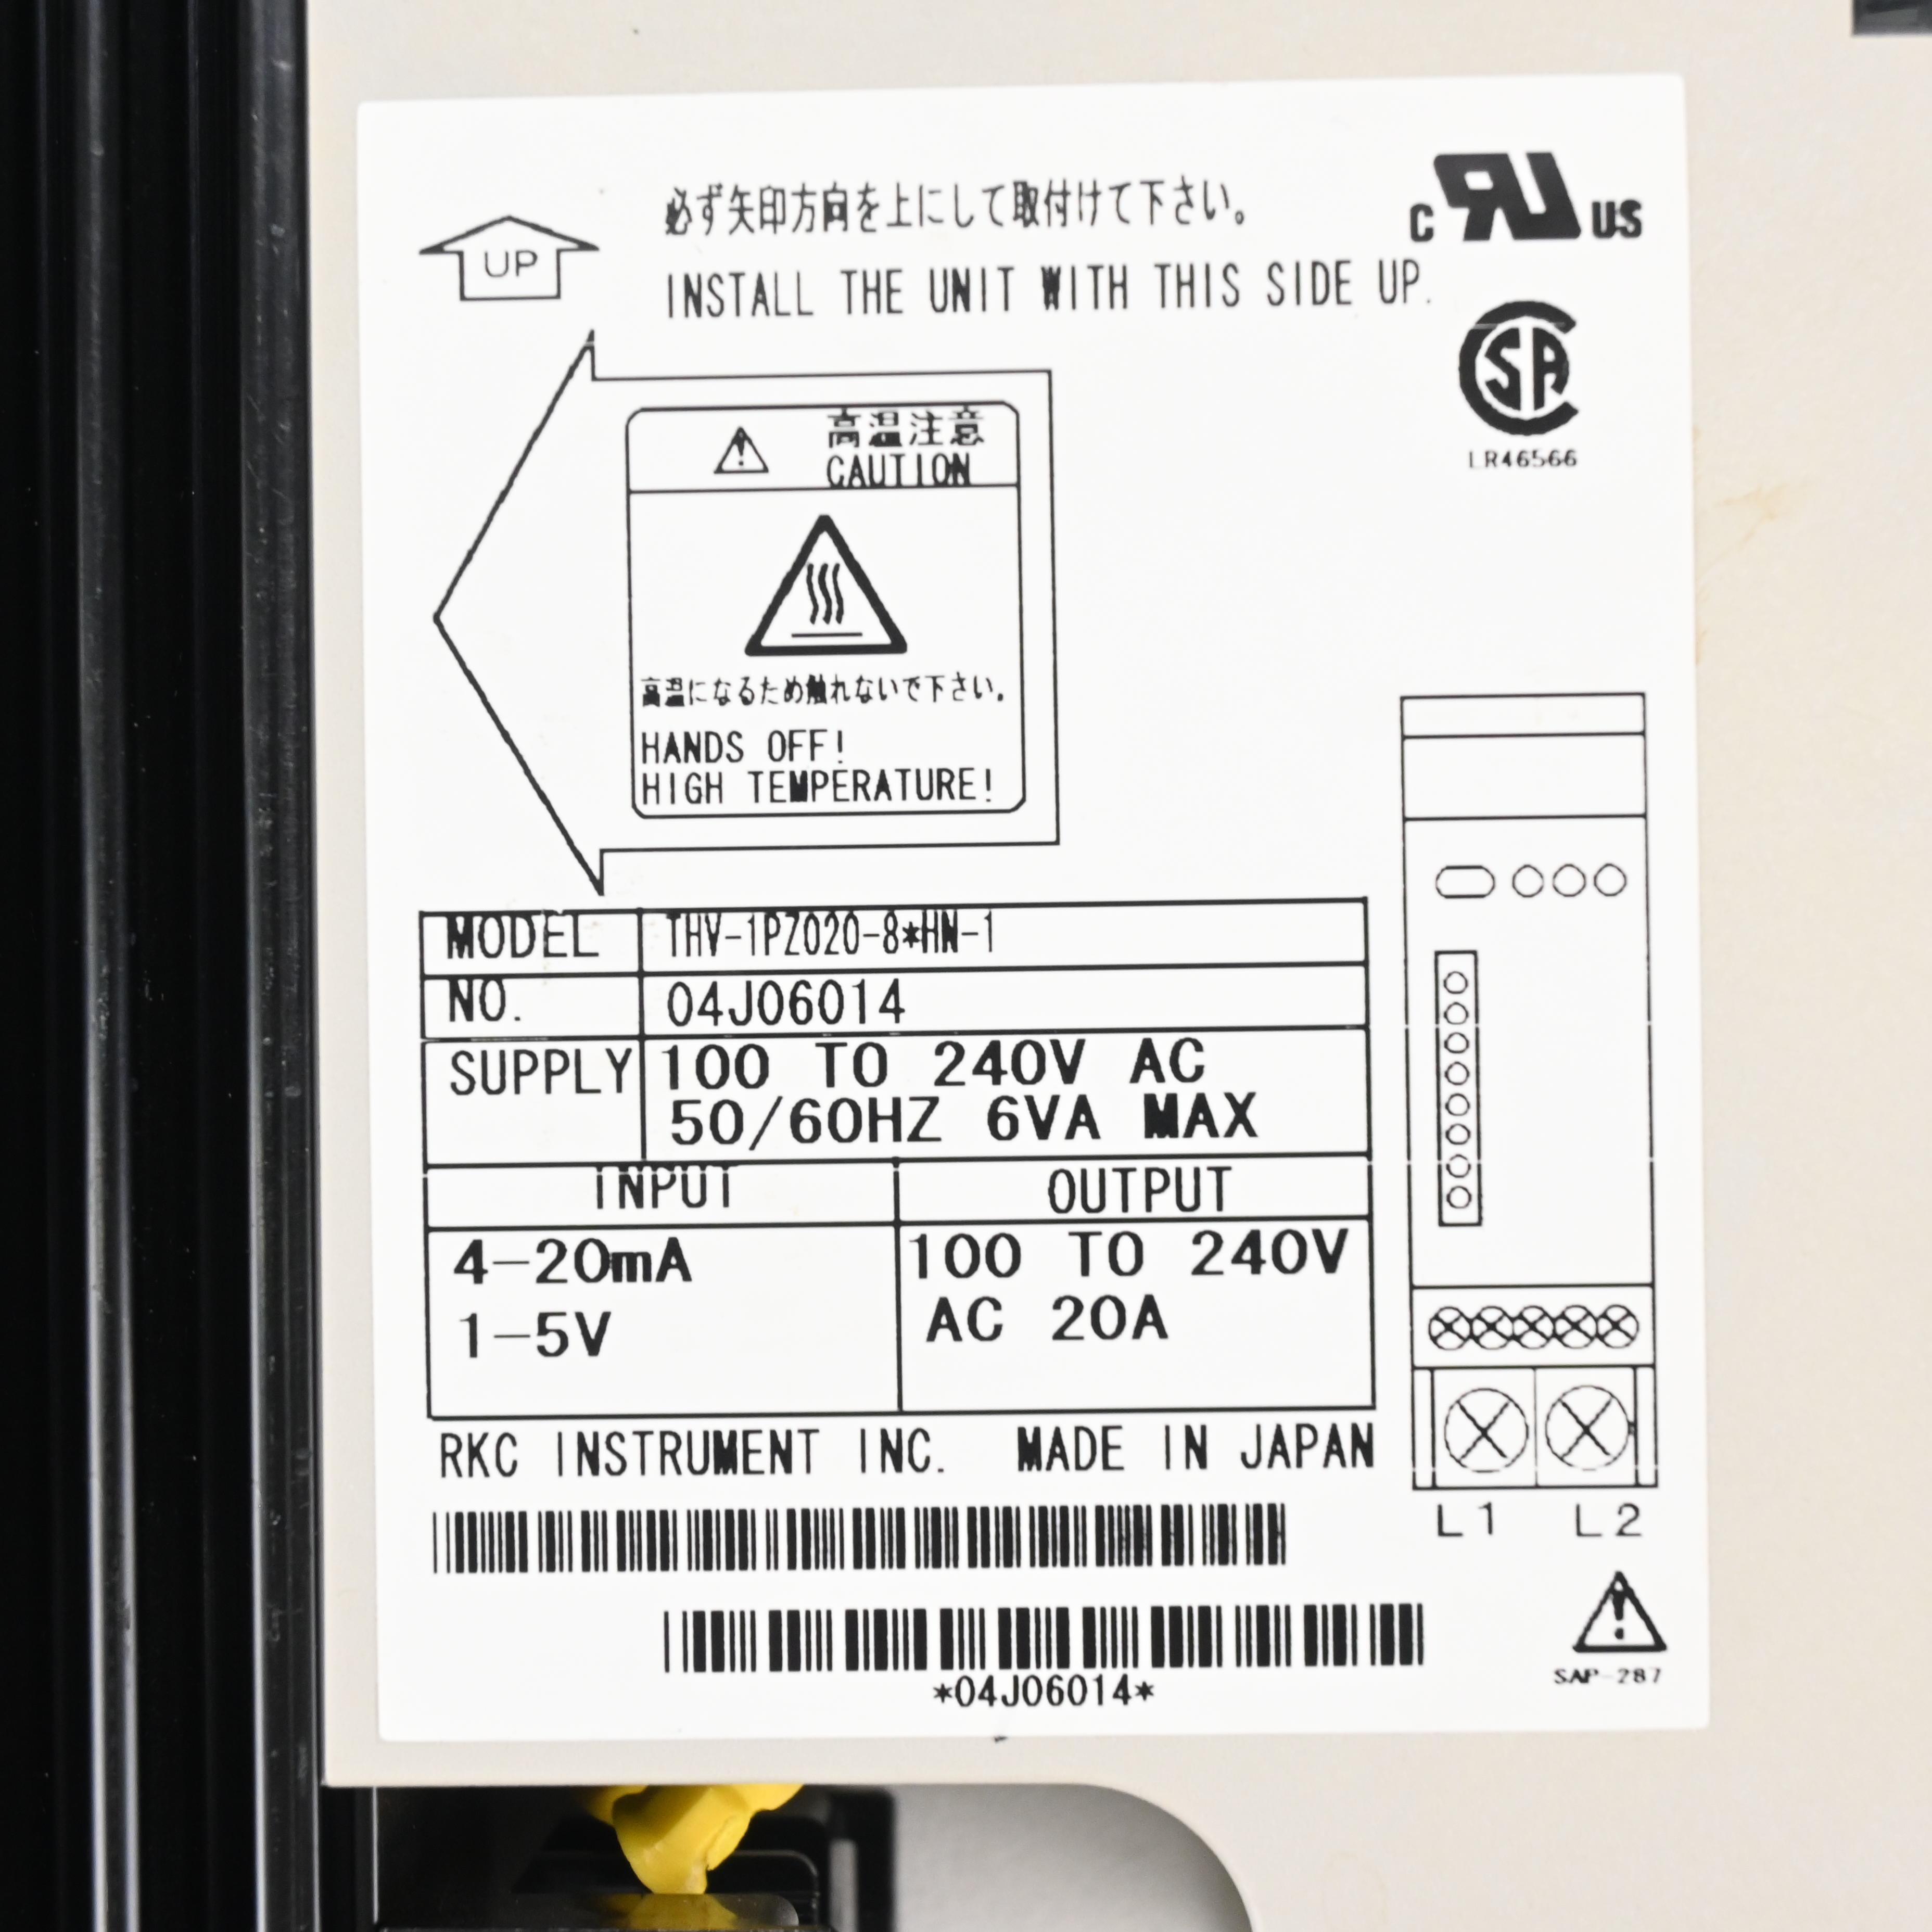 必ず矢印方向を上にして取付けて下さい。
UP
INSTALL THE UNIT WITH THIS SIDE UP.
C RU US
CSA
LR46566
高温注意
CAUTION
高温になるため触れないで下さい.
HANDS OFF!
HIGH TEMPERATURE!
MODEL THV-1PZ020-8*HN-1
NO. 04J06014
SUPPLY 100 TO 240V AC
50/60HZ 6VA MAX
INPUT OUTPUT
4-20mA 100 TO 240V
1-5V AC 20A
RKC INSTRUMENT INC. MADE IN JAPAN
L1 L2
SAP-287
*04J06014*